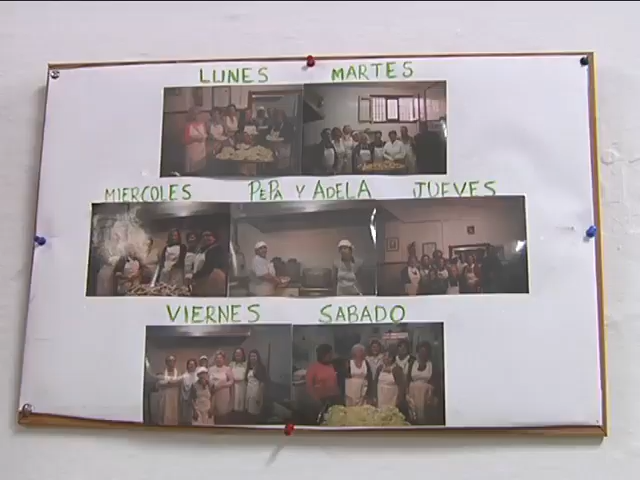 LUNES MARTES
MIERCOLES PEPA Y ADELA JUEVES
VIERNES SABADO